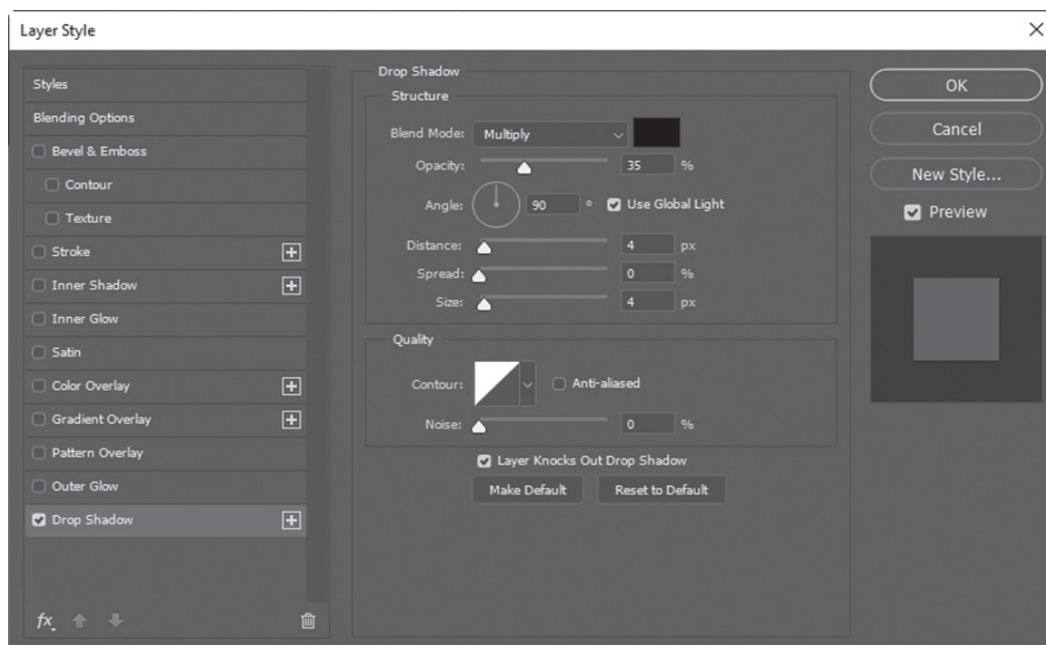 Layer Style
Styles
Blending Options
Bevel & Emboss
Contour
Texture
Stroke
Inner Shadow
Inner Glow
Satin
Color Overlay
Gradient Overlay
Pattern Overlay
Outer Glow
Drop Shadow
fx
Drop Shadow
Structure
Blend Mode: Multiply
Opacity: 35 %
Angle: 90 ° Use Global Light
Distance: 4 px
Spread: 0 %
Size: 4 px
Quality
Contour: Anti-aliased
Noise: 0 %
Layer Knocks Out Drop Shadow
Make Default Reset to Default
OK
Cancel
New Style...
Preview